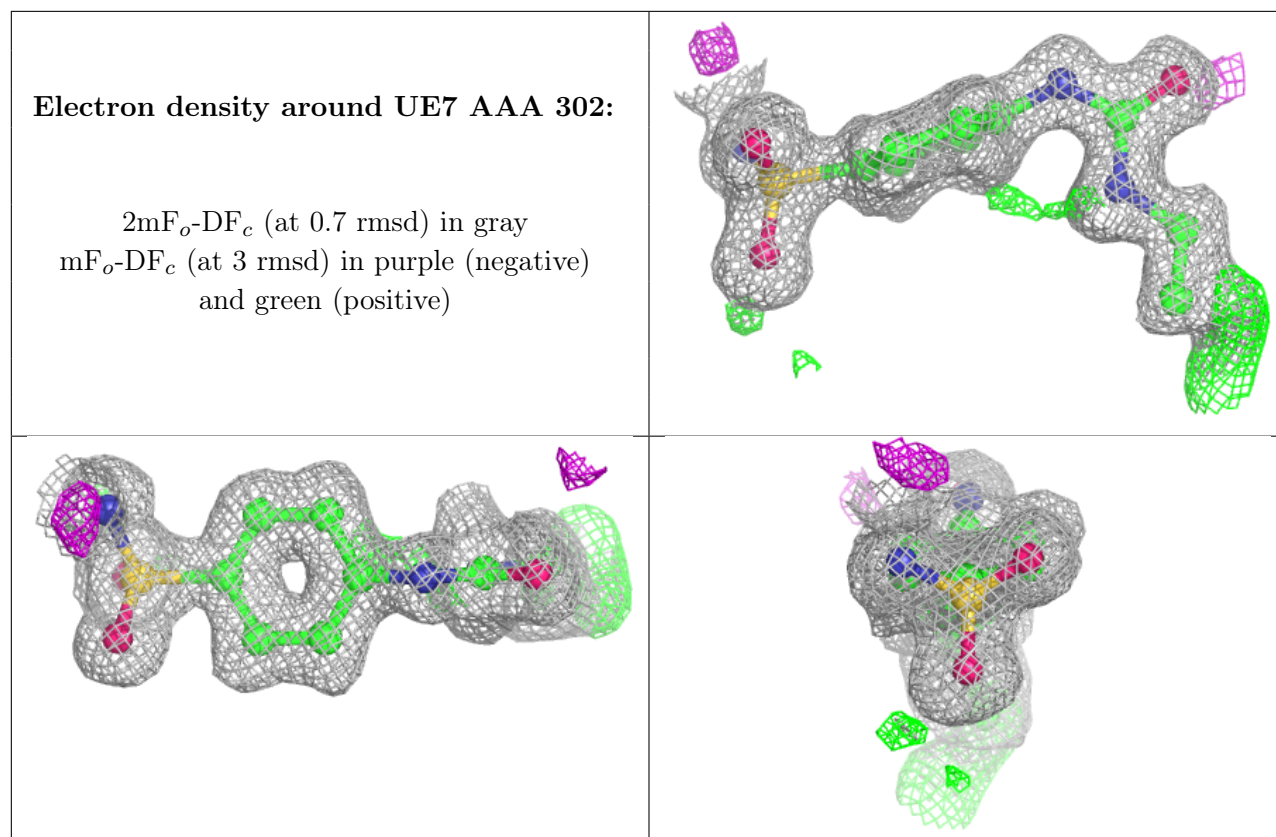 Electron density around UE7 AAA 302:
2mFₒ-DF𝒸 (at 0.7 rmsd) in gray
mFₒ-DF𝒸 (at 3 rmsd) in purple (negative)
and green (positive)